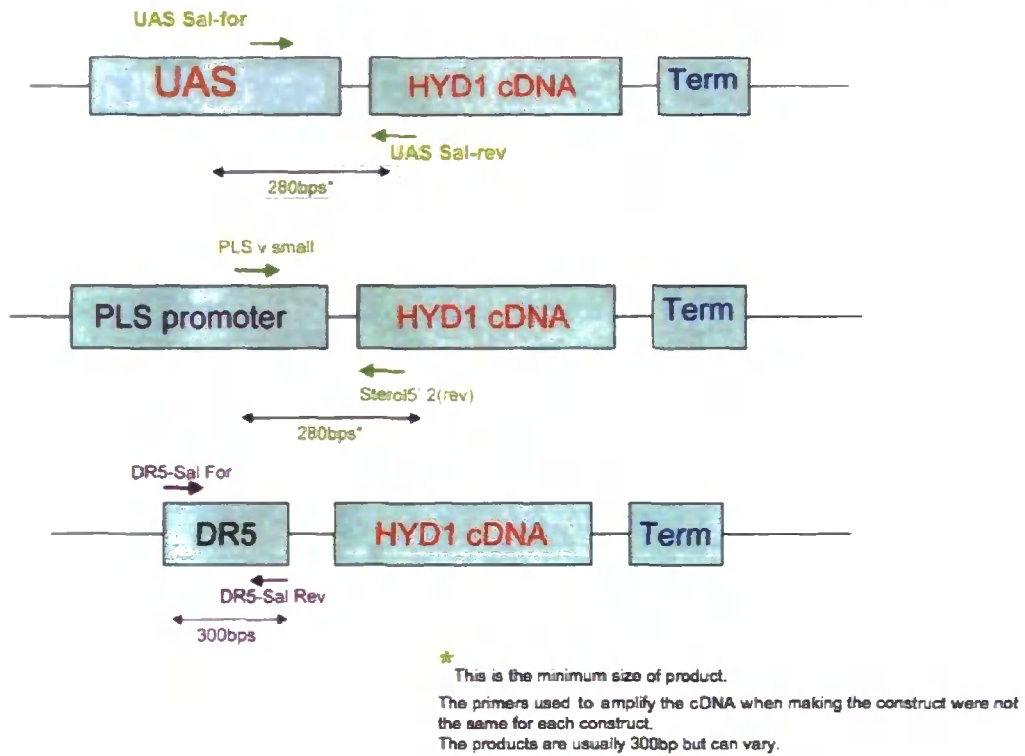 UAS Sal-for
UAS
HYD1 cDNA
Term
UAS Sal-rev
280bps*
PLS v small
PLS promoter
HYD1 cDNA
Term
Sterol5' 2(rev)
280bps*
DR5-Sal For
DR5
HYD1 cDNA
Term
DR5-Sal Rev
300bps
*
This is the minimum size of product.
The primers used to amplify the cDNA when making the construct were not
the same for each construct.
The products are usually 300bp but can vary.